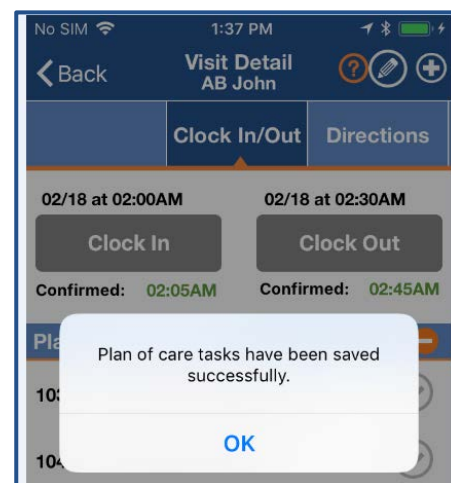 No SIM 1:37 PM
Back Visit Detail
AB John
Clock In/Out Directions
02/18 at 02:00AM 02/18 at 02:30AM
Clock In Clock Out
Confirmed: 02:05AM Confirmed: 02:45AM
Plan of care tasks have been saved
successfully.
OK